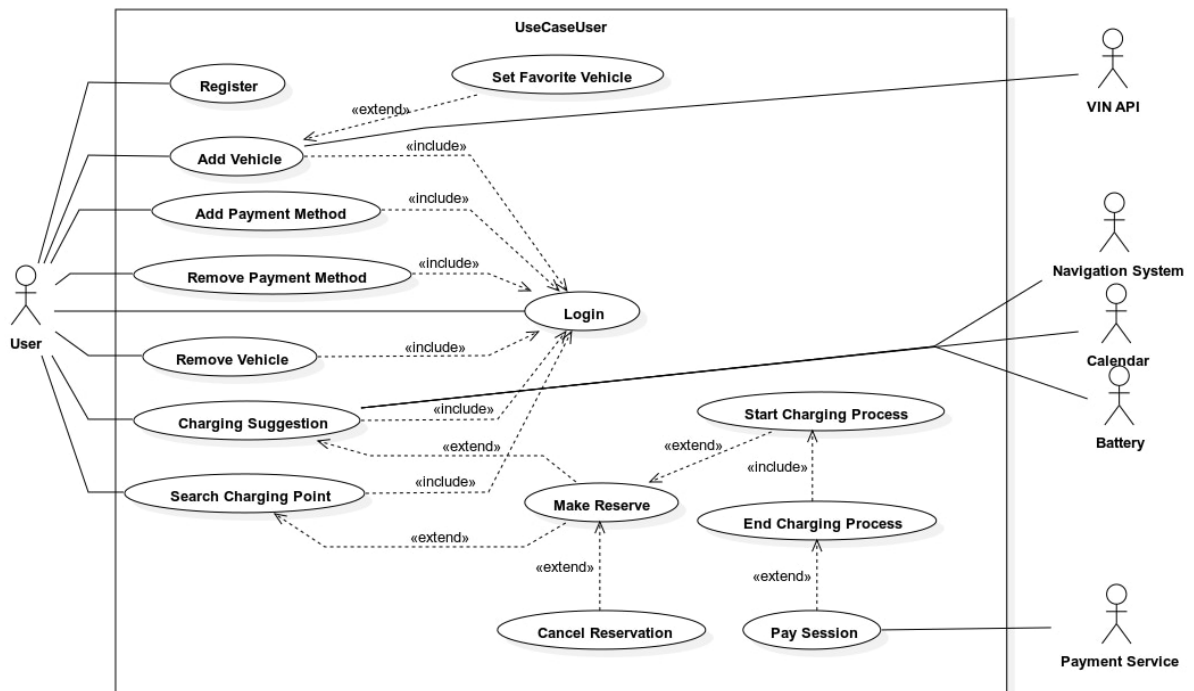 UseCaseUser
Set Favorite Vehicle
Register
«extend»
VIN API
Add Vehicle
«include»
Add Payment Method
«include»
Remove Payment Method
«include»
Navigation System
Login
User
Remove Vehicle
«include»
Calendar
Charging Suggestion
«include»
Start Charging Process
«extend»
«extend»
Battery
«include»
Search Charging Point
«include»
Make Reserve
End Charging Process
«extend»
«extend»
«extend»
Cancel Reservation
Pay Session
Payment Service